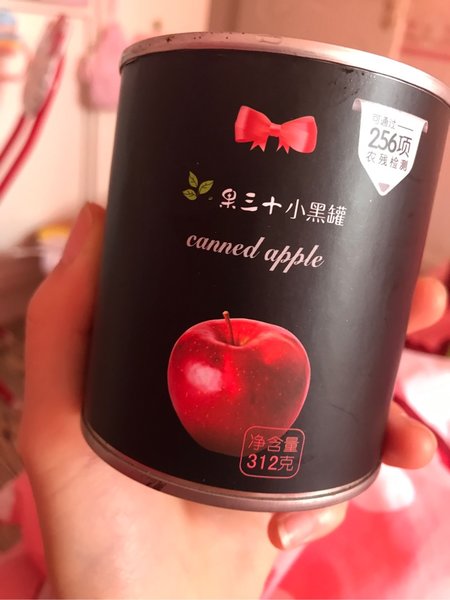 可通过
256项
农残检测
果三十小黑罐
canned apple
净含量
312克